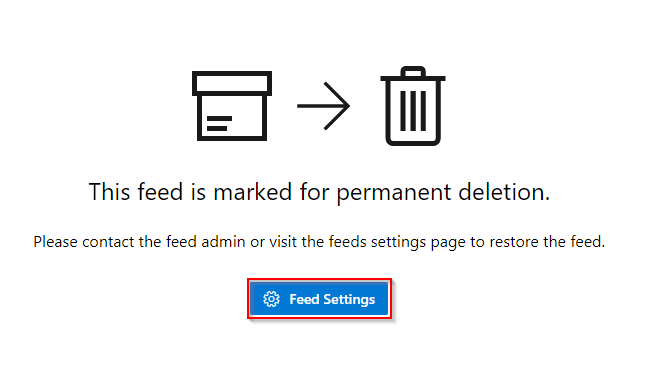 This feed is marked for permanent deletion.
Please contact the feed admin or visit the feeds settings page to restore the feed.
Feed Settings